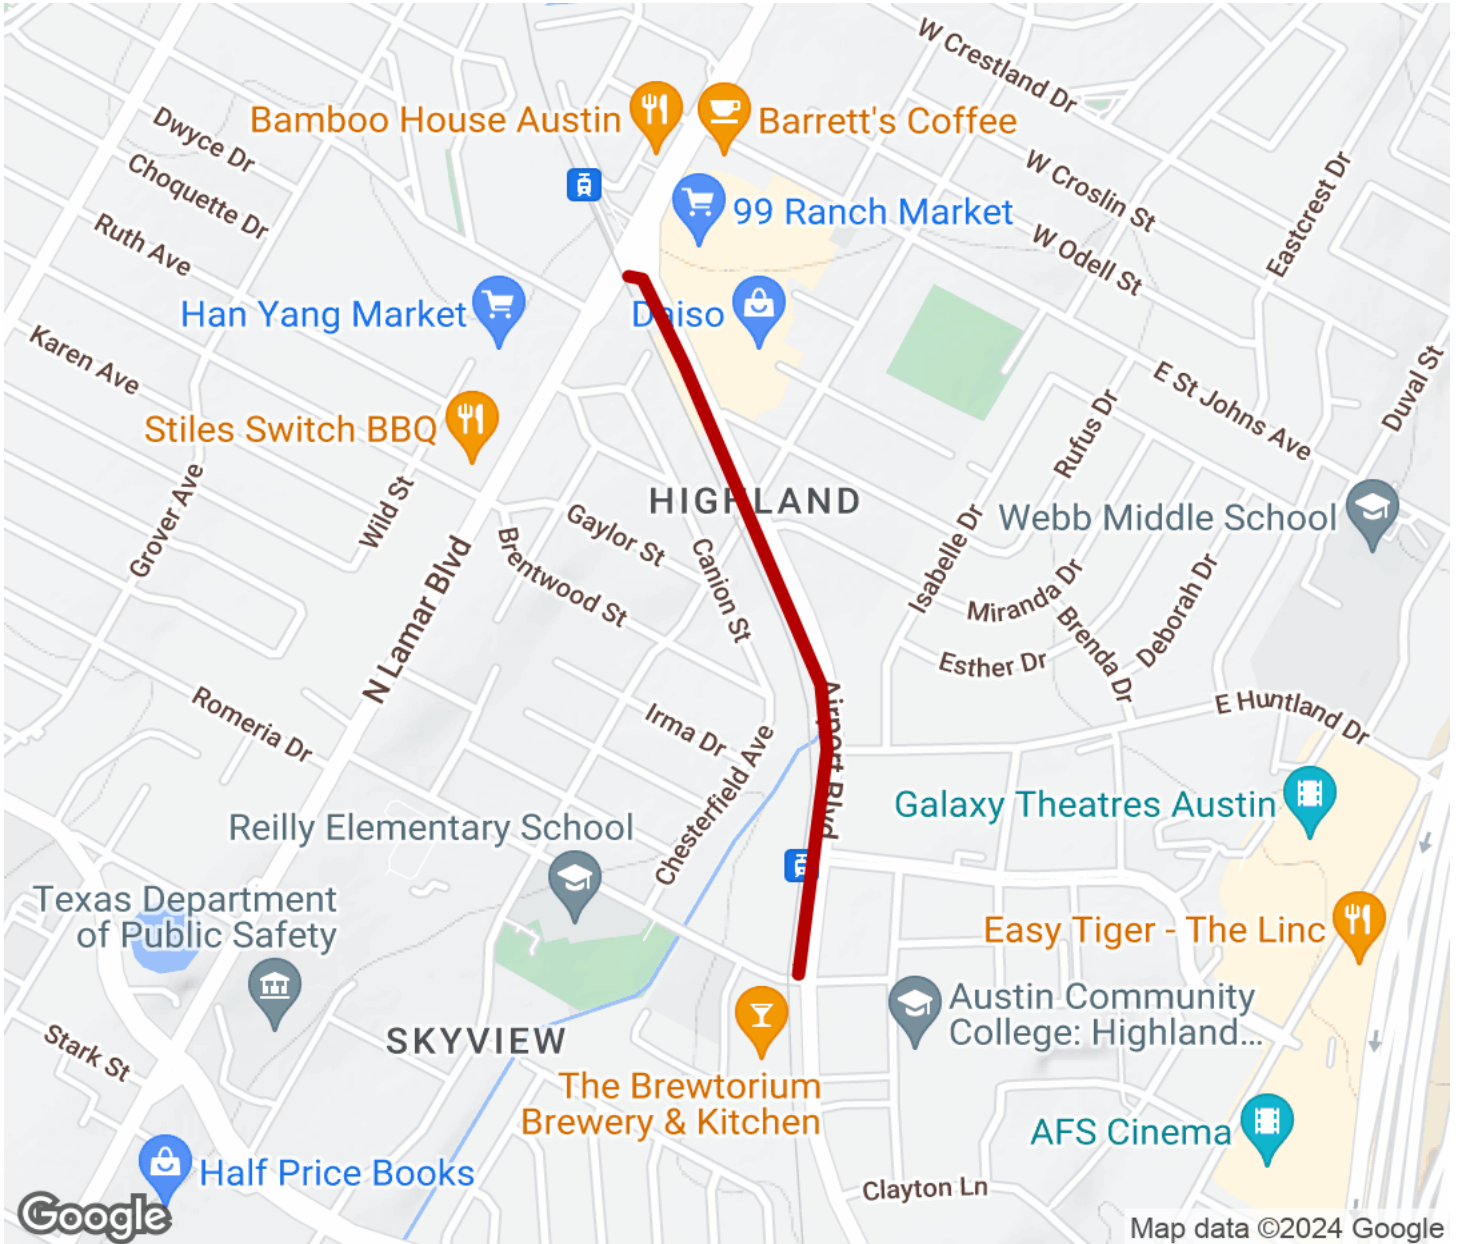 W Crestland Dr
Bamboo House Austin
Barrett's Coffee
Dwyce Dr
Choquette Dr
W Croslin St
Eastcrest Dr
99 Ranch Market
Ruth Ave
W Odell St
Han Yang Market
Daiso
Karen Ave
Duval St
E St Johns Ave
Stiles Switch BBQ
Rufus Dr
Grover Ave
Wild St
HIGHLAND
Webb Middle School
Gaylor St
Isabelle Dr
Brentwood St
Canion St
N Lamar Blvd
Miranda Dr
Deborah Dr
Brenda Dr
Esther Dr
Romeria Dr
Irma Dr
E Huntland Dr
Airport Blvd
Chesterfield Ave
Galaxy Theatres Austin
Reilly Elementary School
Texas Department
of Public Safety
Easy Tiger - The Linc
Austin Community
College: Highland...
SKYVIEW
Stark St
The Brewtorium
Brewery & Kitchen
AFS Cinema
Half Price Books
Clayton Ln
Google
Map data ©2024 Google